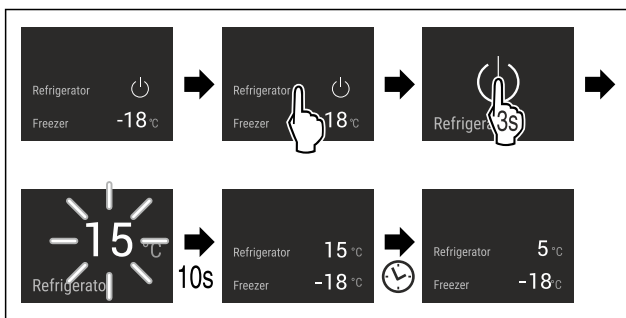 Refrigerator
Freezer -18 °C
Refrigerator
Freezer 18 °C
Refrigera 3s
15 °C
Refrigerato
10s
Refrigerator 15 °C
Freezer -18 °C
Refrigerator 5 °C
Freezer -18°C